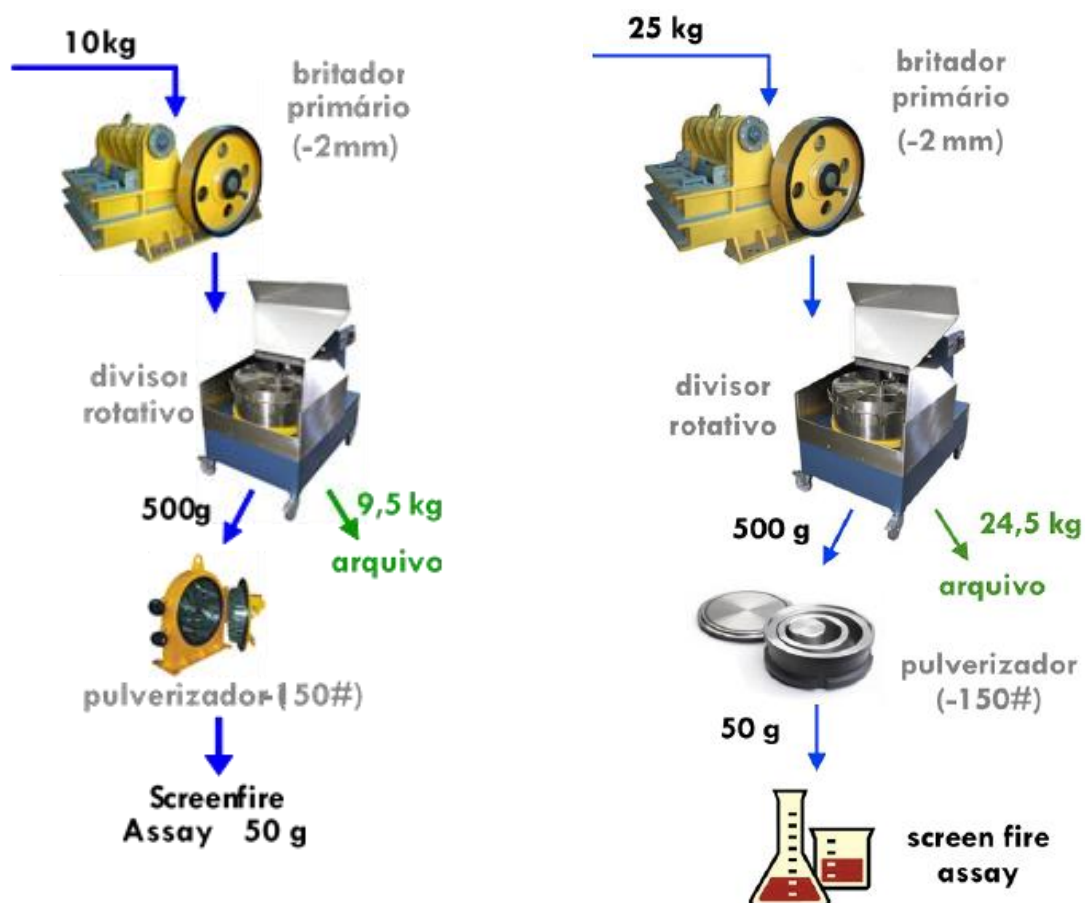 10kg
britador
primário
(-2mm)
divisor
rotativo
500g
9,5 kg
arquivo
pulverizador-150#)
Screenfire
Assay 50 g
25 kg
britador
primário
(-2 mm)
divisor
rotativo
500 g
24,5 kg
arquivo
pulverizador
(-150#)
50 g
screen fire
assay